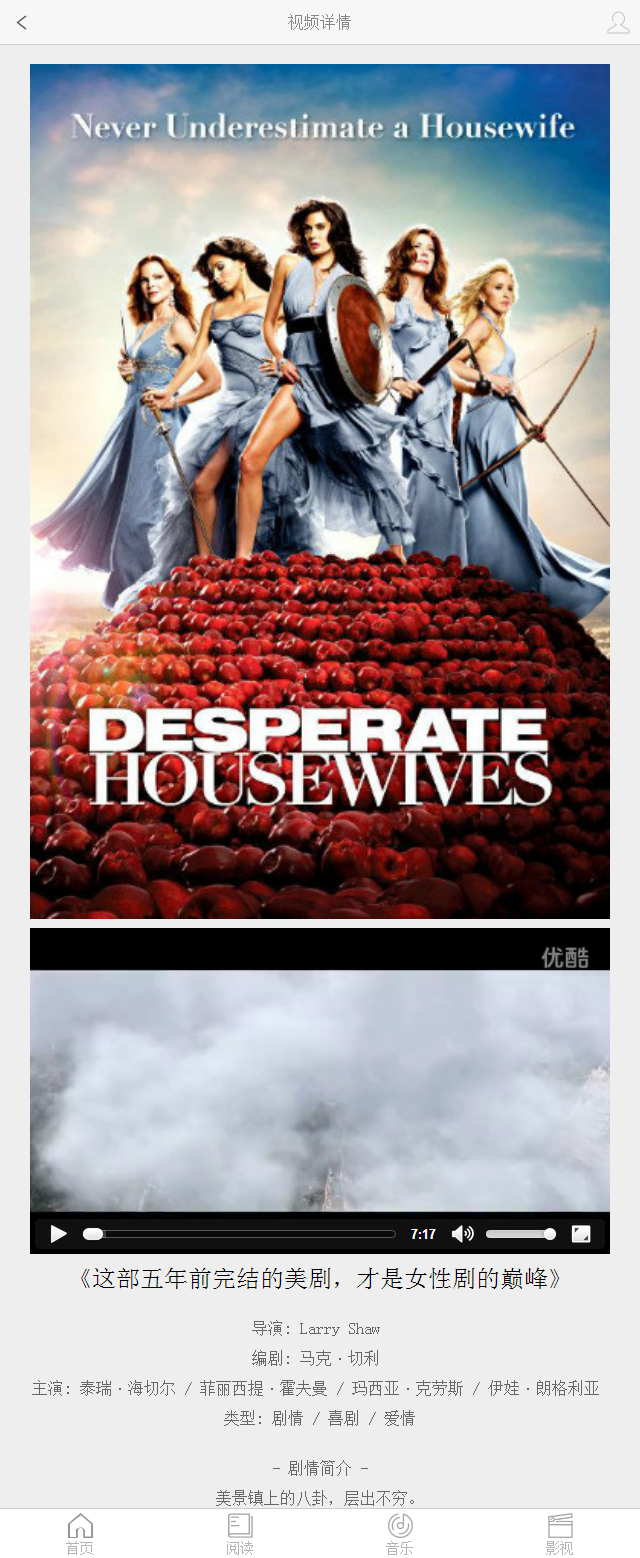 视频详情
Never Underestimate a Housewife
DESPERATE
HOUSEWIVES
优酷
7:17
《这部五年前完结的美剧，才是女性剧的巅峰》
导演: Larry Shaw
编剧: 马克·切利
主演: 泰瑞·海切尔 / 菲丽西提·霍夫曼 / 玛西亚·克劳斯 / 伊娃·朗格利亚
类型: 剧情 / 喜剧 / 爱情
- 剧情简介 -
美景镇上的八卦，层出不穷。
首页 阅读 音乐 影视